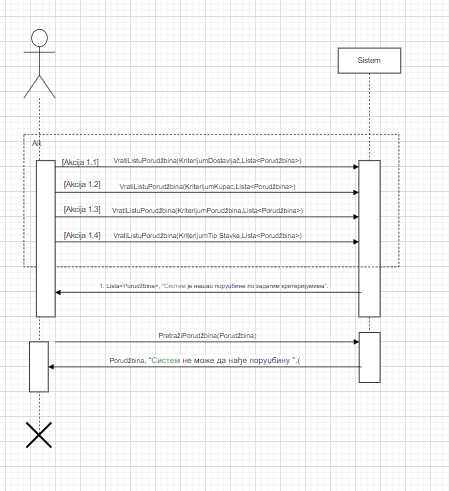 Sistem
Alt
[Akcija 1.1] VratiListuPorudžbina(KriterijumDostavljač,Lista<Porudžbina>)
[Akcija 1.2] VratiListuPorudžbina(KriterijumKupac,Lista<Porudžbina>)
[Akcija 1.3] VratiListuPorudžbina(KriterijumPorudžbina,Lista<Porudžbina>)
[Akcija 1.4] VratiListuPorudžbina(KriterijumTip Stavke,Lista<Porudžbina>)
1. Lista<Porudžbina>, "Систем је нашао поруџбине по задатим критеријумима".
PretražiPorudžbina(Porudžbina)
Porudžbina, "Систем не може да нађе поруџбину ".(